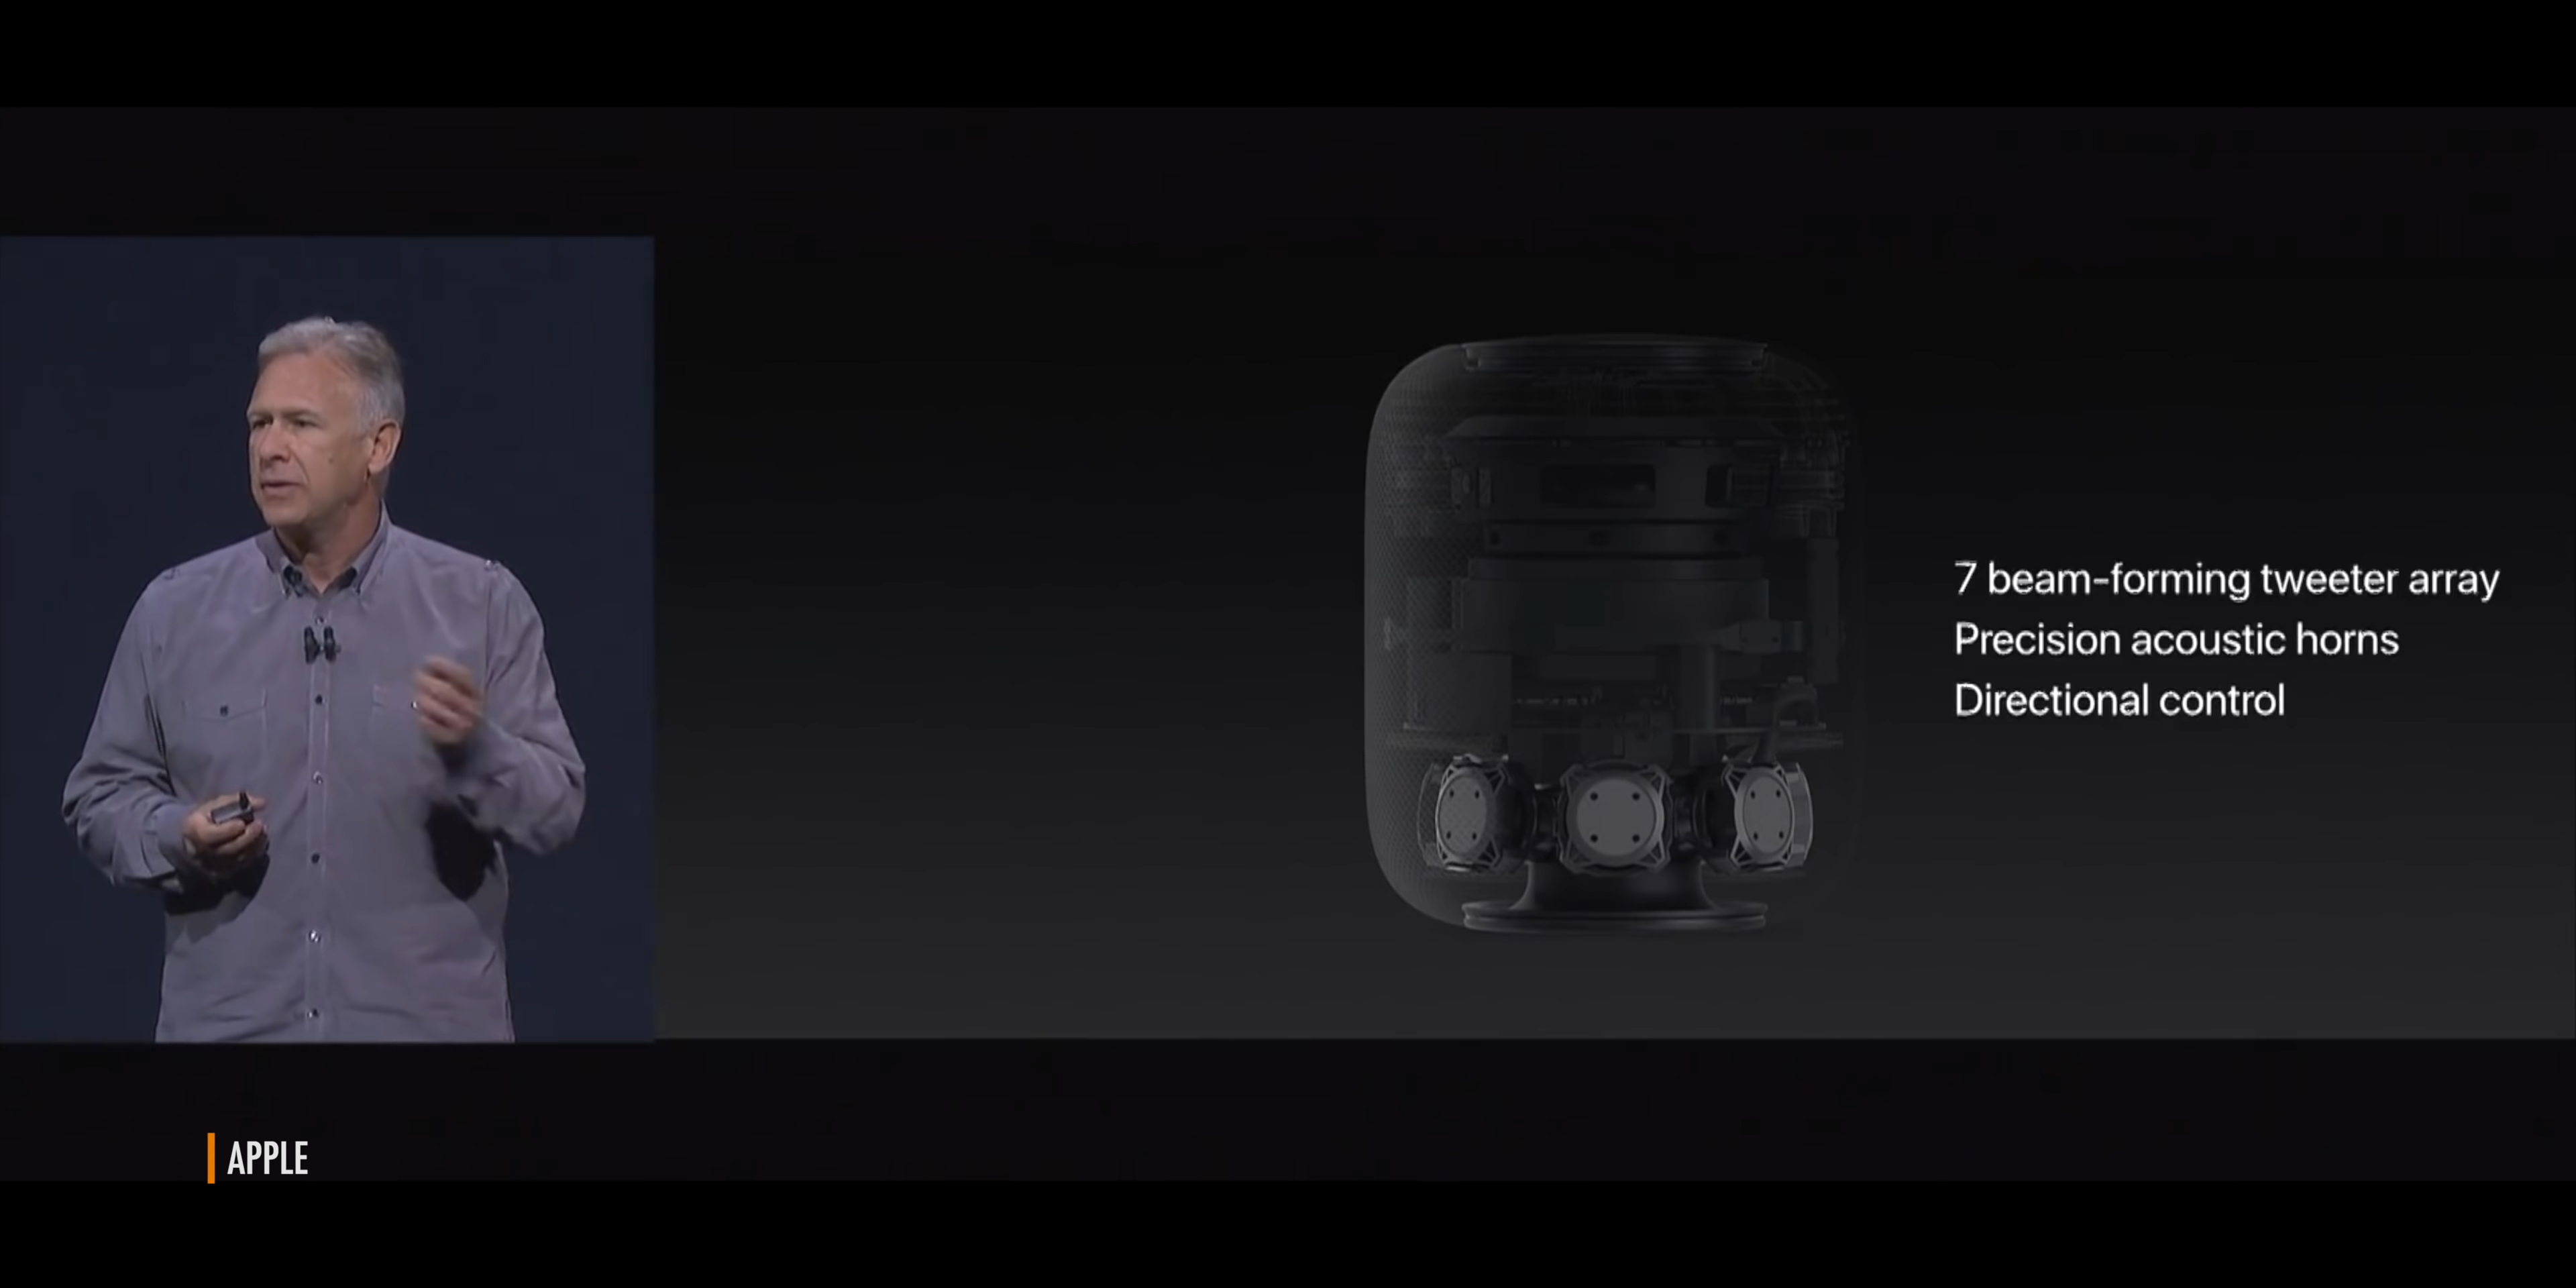 7 beam-forming tweeter array
Precision acoustic horns
Directional control
APPLE